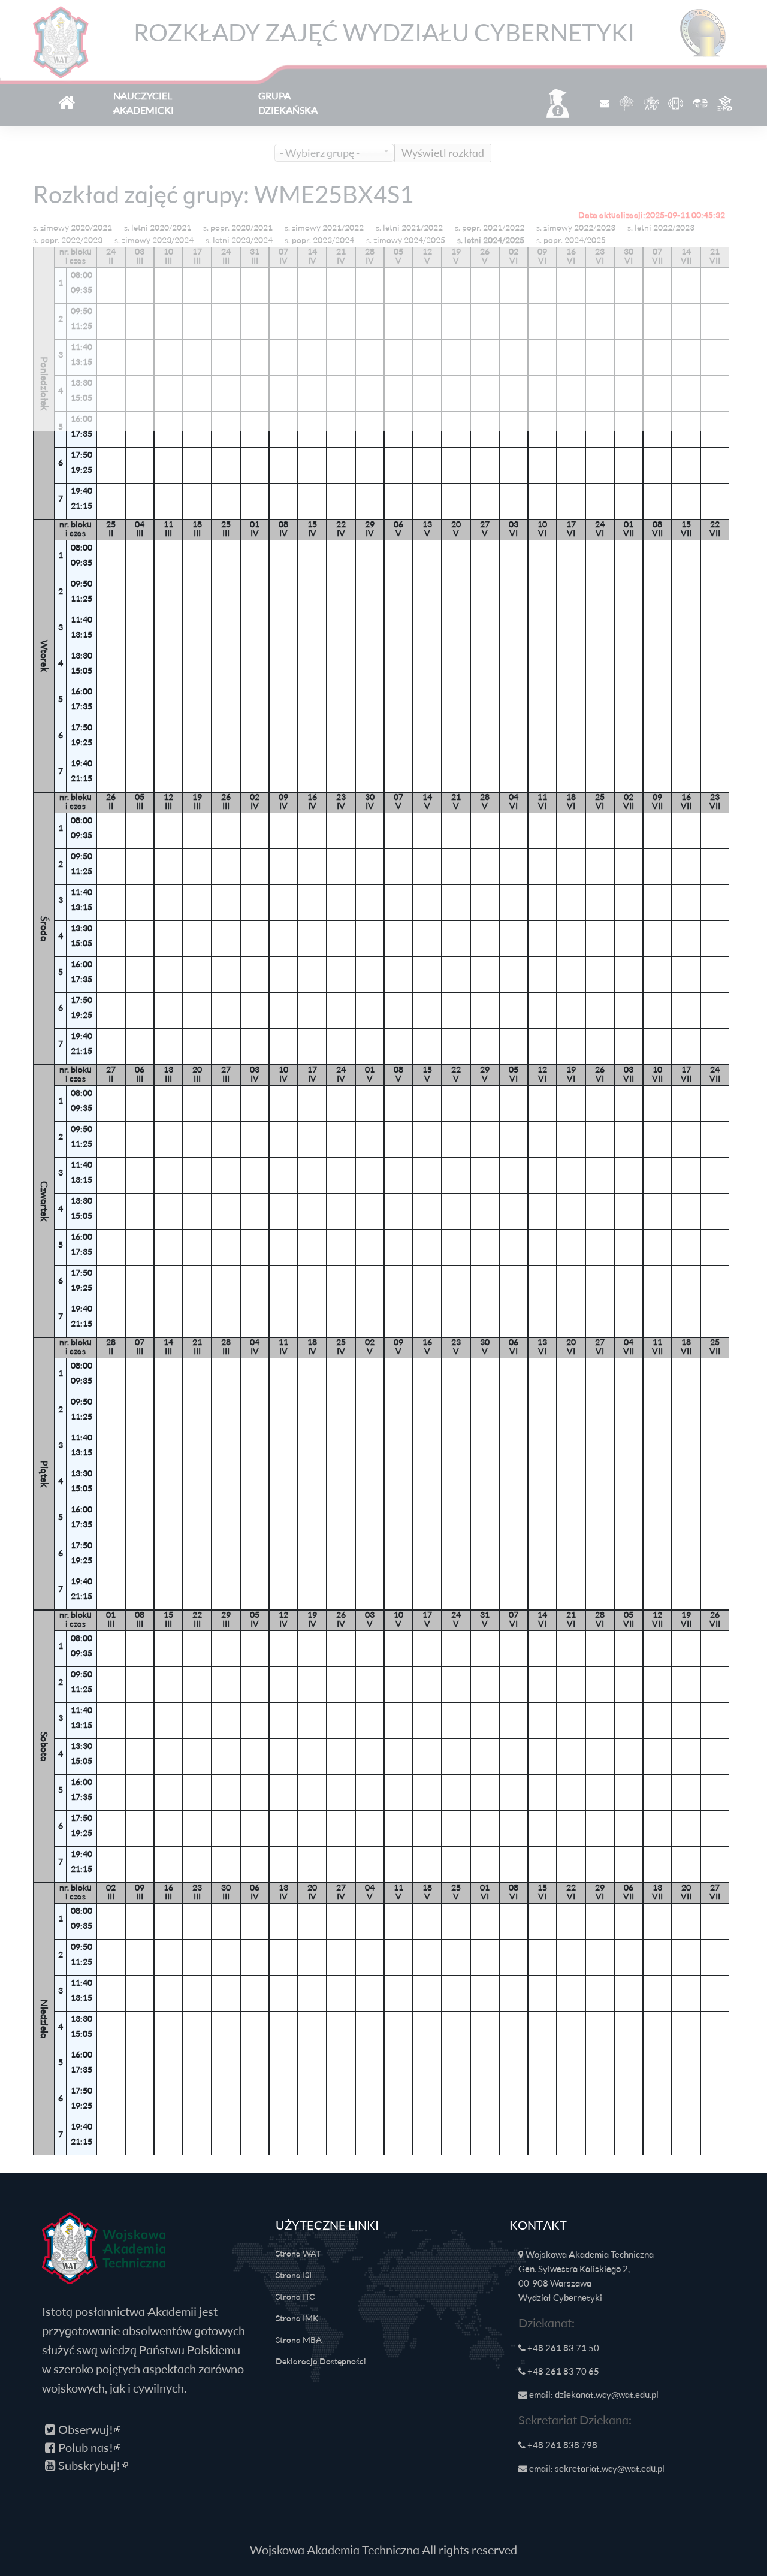 WAT
ROZKŁADY ZAJĘĆ WYDZIAŁU CYBERNETYKI
NAUCZYCIEL AKADEMICKI
GRUPA DZIEKAŃSKA
- Wybierz grupę -
Wyświetl rozkład
Rozkład zajęć grupy: WME25BX4S1
Data aktualizacji:2025-09-11 00:45:32
s. zimowy 2020/2021 s. letni 2020/2021 s. popr. 2020/2021 s. zimowy 2021/2022 s. letni 2021/2022 s. popr. 2021/2022 s. zimowy 2022/2023 s. letni 2022/2023
s. popr. 2022/2023 s. zimowy 2023/2024 s. letni 2023/2024 s. popr. 2023/2024 s. zimowy 2024/2025 s. letni 2024/2025 s. popr. 2024/2025
Poniedziałek
nr. bloku 24 03 10 17 24 31 07 14 21 28 05 12 19 26 02 09 16 23 30 07 14 21
i czas II III III III III III IV IV IV IV V V V V VI VI VI VI VI VII VII VII
1 08:00 09:35
2 09:50 11:25
3 11:40 13:15
4 13:30 15:05
5 16:00 17:35
6 17:50 19:25
7 19:40 21:15
Wtorek
nr. bloku 25 04 11 18 25 01 08 15 22 29 06 13 20 27 03 10 17 24 01 08 15 22
i czas II III III III III IV IV IV IV IV V V V V VI VI VI VI VII VII VII VII
1 08:00 09:35
2 09:50 11:25
3 11:40 13:15
4 13:30 15:05
5 16:00 17:35
6 17:50 19:25
7 19:40 21:15
Środa
nr. bloku 26 05 12 19 26 02 09 16 23 30 07 14 21 28 04 11 18 25 02 09 16 23
i czas II III III III III IV IV IV IV IV V V V V VI VI VI VI VII VII VII VII
1 08:00 09:35
2 09:50 11:25
3 11:40 13:15
4 13:30 15:05
5 16:00 17:35
6 17:50 19:25
7 19:40 21:15
Czwartek
nr. bloku 27 06 13 20 27 03 10 17 24 01 08 15 22 29 05 12 19 26 03 10 17 24
i czas II III III III III IV IV IV IV V V V V V VI VI VI VI VII VII VII VII
1 08:00 09:35
2 09:50 11:25
3 11:40 13:15
4 13:30 15:05
5 16:00 17:35
6 17:50 19:25
7 19:40 21:15
Piątek
nr. bloku 28 07 14 21 28 04 11 18 25 02 09 16 23 30 06 13 20 27 04 11 18 25
i czas II III III III III IV IV IV IV V V V V V VI VI VI VI VII VII VII VII
1 08:00 09:35
2 09:50 11:25
3 11:40 13:15
4 13:30 15:05
5 16:00 17:35
6 17:50 19:25
7 19:40 21:15
Sobota
nr. bloku 01 08 15 22 29 05 12 19 26 03 10 17 24 31 07 14 21 28 05 12 19 26
i czas III III III III III IV IV IV IV V V V V V VI VI VI VI VII VII VII VII
1 08:00 09:35
2 09:50 11:25
3 11:40 13:15
4 13:30 15:05
5 16:00 17:35
6 17:50 19:25
7 19:40 21:15
Niedziela
nr. bloku 02 09 16 23 30 06 13 20 27 04 11 18 25 01 08 15 22 29 06 13 20 27
i czas III III III III III IV IV IV IV V V V V VI VI VI VI VI VII VII VII VII
1 08:00 09:35
2 09:50 11:25
3 11:40 13:15
4 13:30 15:05
5 16:00 17:35
6 17:50 19:25
7 19:40 21:15
WAT
Wojskowa
Akademia
Techniczna
Istotą posłannictwa Akademii jest
przygotowanie absolwentów gotowych
służyć swą wiedzą Państwu Polskiemu –
w szeroko pojętych aspektach zarówno
wojskowych, jak i cywilnych.
Obserwuj!
Polub nas!
Subskrybuj!
UŻYTECZNE LINKI
Strona WAT
Strona ISI
Strona ITC
Strona IMK
Strona MBA
Deklaracja Dostępności
KONTAKT
Wojskowa Akademia Techniczna
Gen. Sylwestra Kaliskiego 2,
00-908 Warszawa
Wydział Cybernetyki
Dziekanat:
+48 261 83 71 50
+48 261 83 70 65
email: dziekanat.wcy@wat.edu.pl
Sekretariat Dziekana:
+48 261 838 798
email: sekretariat.wcy@wat.edu.pl
Wojskowa Akademia Techniczna All rights reserved